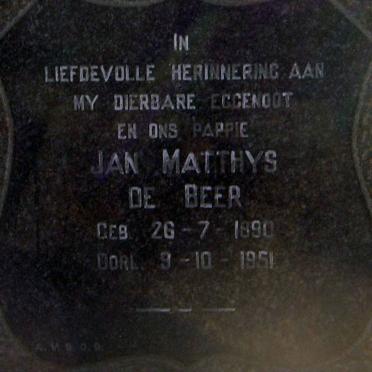 IN
LIEFDEVOLLE HERINNERING AAN
MY DIERBARE EGGENOOT
EN ONS PAPPIE
JAN MATTHYS
DE BEER
GEB. 26-7-1890
OORL. 9-10-1951